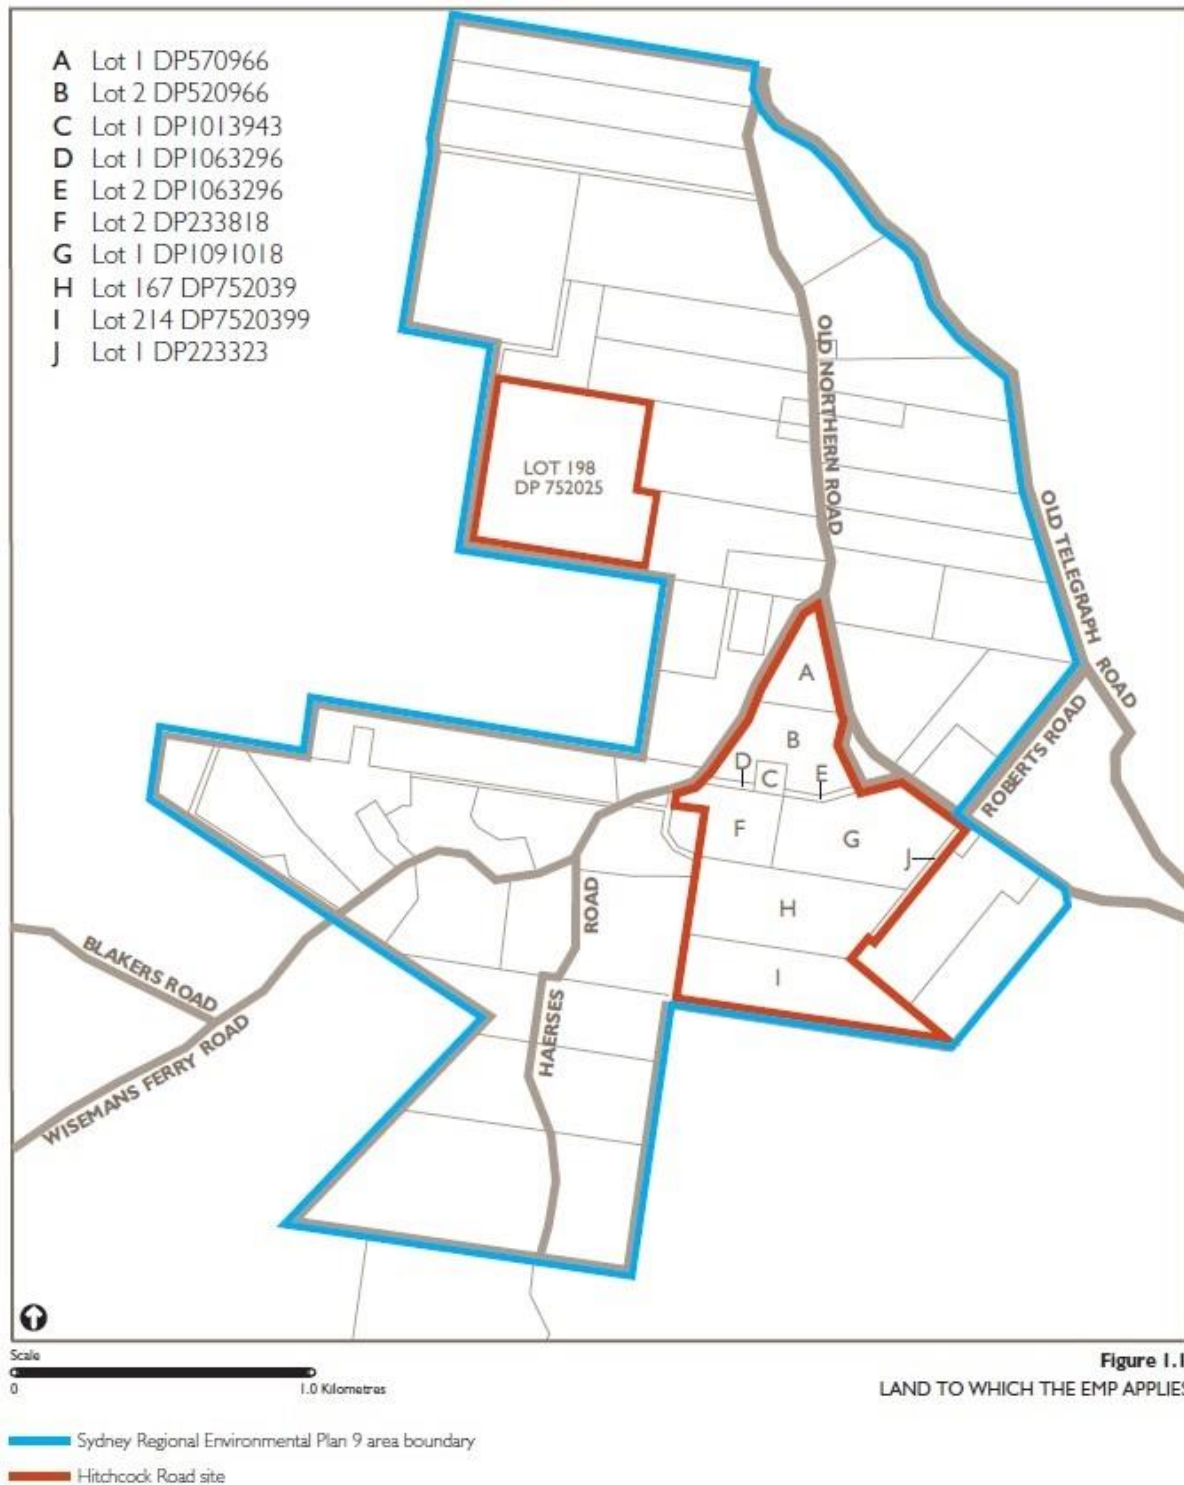 A Lot 1 DP570966
B Lot 2 DP520966
C Lot 1 DP1013943
D Lot 1 DP1063296
E Lot 2 DP1063296
F Lot 2 DP233818
G Lot 1 DP1091018
H Lot 167 DP752039
I Lot 214 DP7520399
J Lot 1 DP223323
OLD NORTHERN ROAD
LOT 198
DP 752025
OLD TELEGRAPH ROAD
A
ROBERTS ROAD
B
D
C
E
F
G
J
H
I
HAERSES ROAD
BLAKERS ROAD
WISEMANS FERRY ROAD
Scale
0 1.0 Kilometres
Figure 1.1
LAND TO WHICH THE EMP APPLIES
Sydney Regional Environmental Plan 9 area boundary
Hitchcock Road site